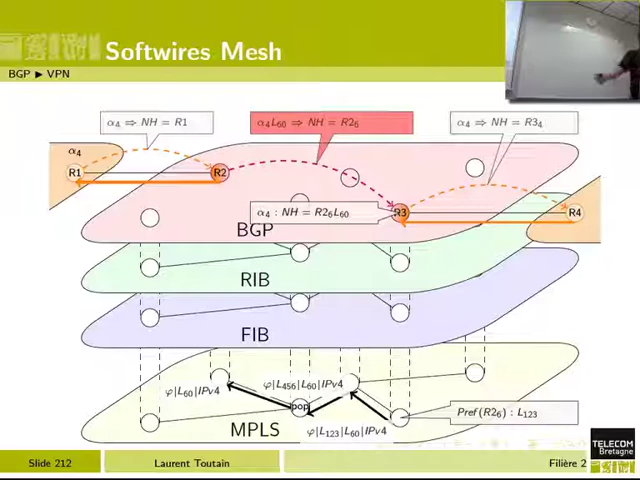 Softwires Mesh
BGP ▶ VPN
α₄ ⇒ NH = R1
α₄L₆₀ ⇒ NH = R2₆
α₄ ⇒ NH = R3₄
α₄
R1
R2
α₄ : NH = R2₆L₆₀
R3
R4
BGP
RIB
FIB
φ|L₆₀|IPv4
φ|L₄₅₆|L₆₀|IPv4
pop
Pref(R2₆) : L₁₂₃
MPLS
φ|L₁₂₃|L₆₀|IPv4
Slide 212
Laurent Toutain
Filière 2
TELECOM
Bretagne